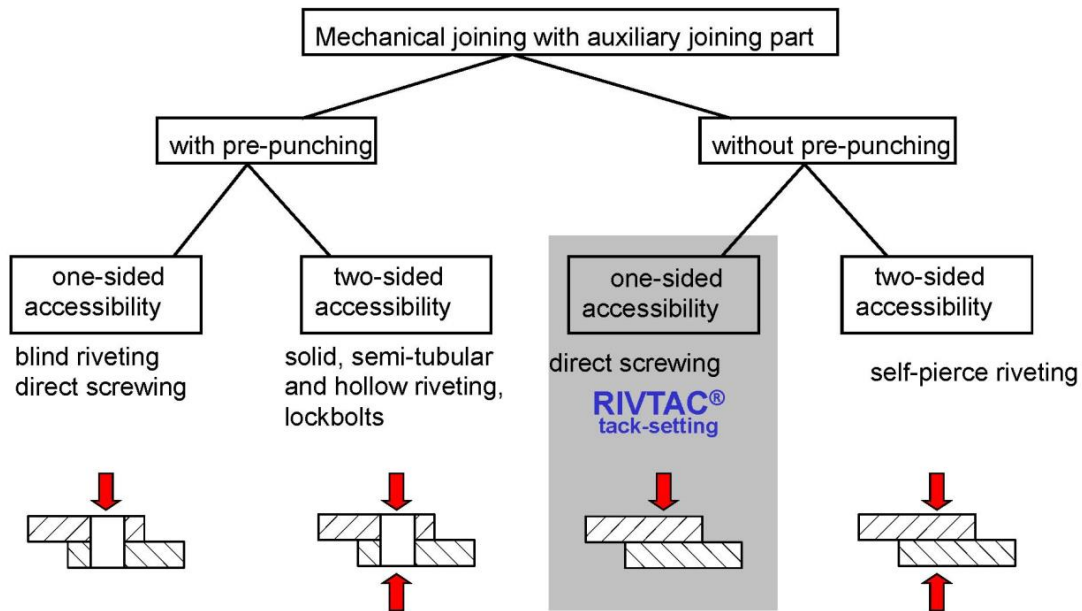 Mechanical joining with auxiliary joining part
with pre-punching
without pre-punching
one-sided
accessibility
two-sided
accessibility
one-sided
accessibility
two-sided
accessibility
blind riveting
direct screwing
solid, semi-tubular
and hollow riveting,
lockbolts
direct screwing
RIVTAC®
tack-setting
self-pierce riveting